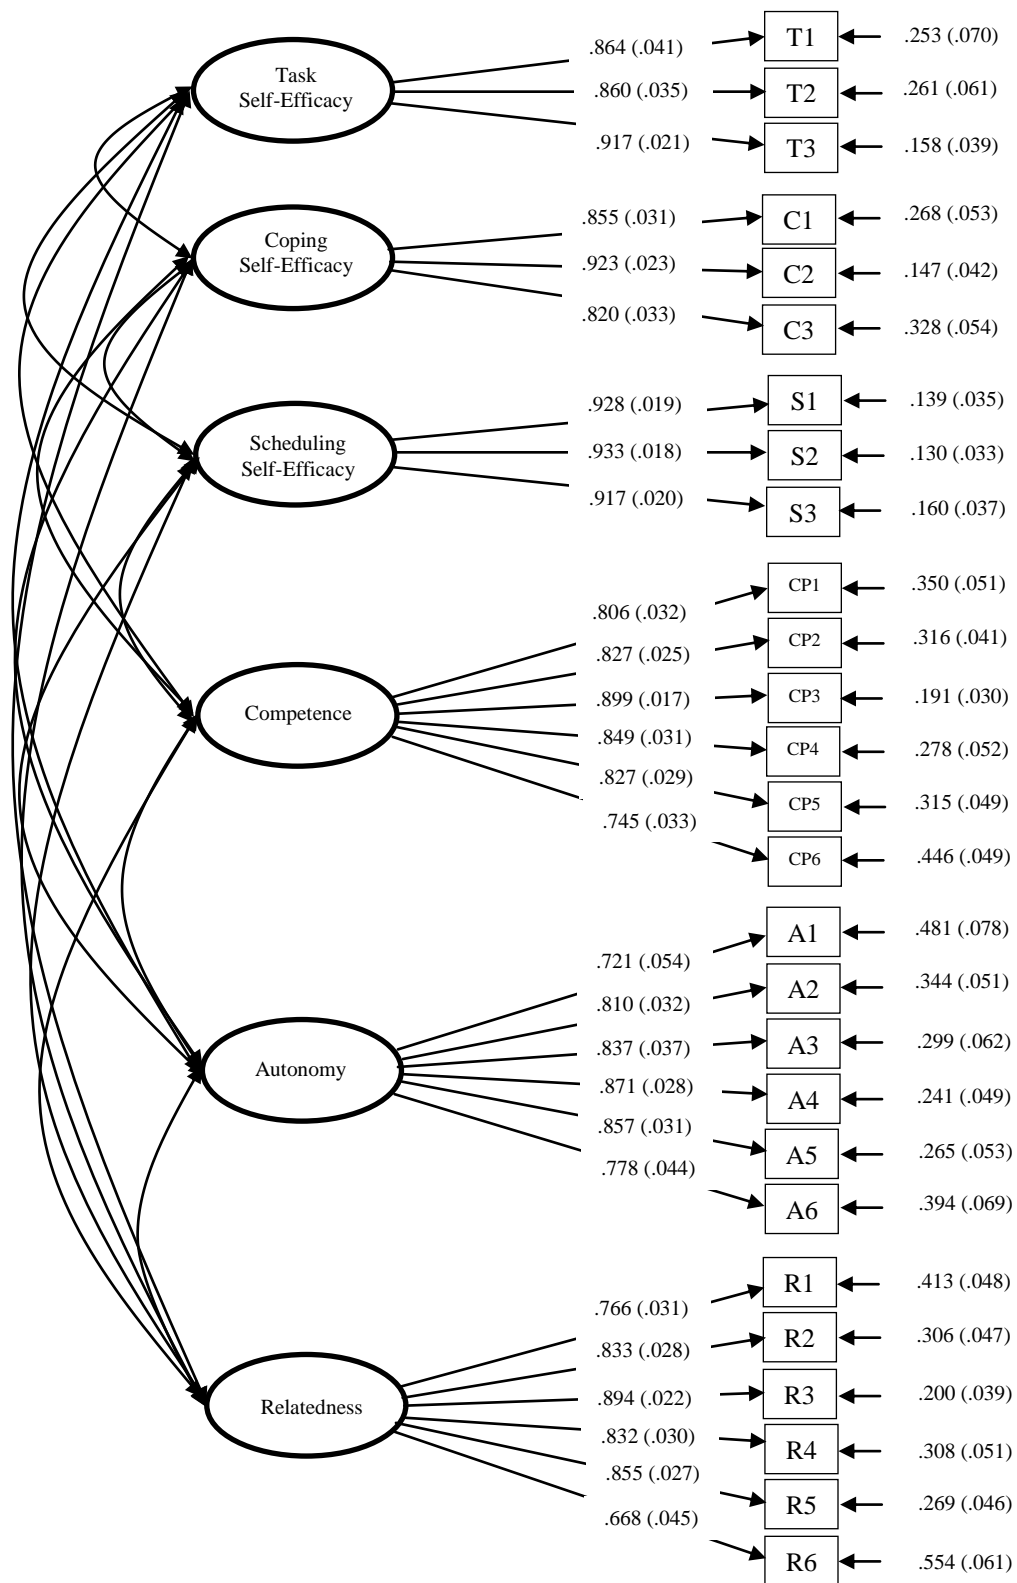 Task
Self-Efficacy
.864 (.041)
T1
.253 (.070)
.860 (.035)
T2
.261 (.061)
.917 (.021)
T3
.158 (.039)
Coping
Self-Efficacy
.855 (.031)
C1
.268 (.053)
.923 (.023)
C2
.147 (.042)
.820 (.033)
C3
.328 (.054)
Scheduling
Self-Efficacy
.928 (.019)
S1
.139 (.035)
.933 (.018)
S2
.130 (.033)
.917 (.020)
S3
.160 (.037)
Competence
.806 (.032)
CP1
.350 (.051)
.827 (.025)
CP2
.316 (.041)
.899 (.017)
CP3
.191 (.030)
.849 (.031)
CP4
.278 (.052)
.827 (.029)
CP5
.315 (.049)
.745 (.033)
CP6
.446 (.049)
Autonomy
.721 (.054)
A1
.481 (.078)
.810 (.032)
A2
.344 (.051)
.837 (.037)
A3
.299 (.062)
.871 (.028)
A4
.241 (.049)
.857 (.031)
A5
.265 (.053)
.778 (.044)
A6
.394 (.069)
Relatedness
.766 (.031)
R1
.413 (.048)
.833 (.028)
R2
.306 (.047)
.894 (.022)
R3
.200 (.039)
.832 (.030)
R4
.308 (.051)
.855 (.027)
R5
.269 (.046)
.668 (.045)
R6
.554 (.061)